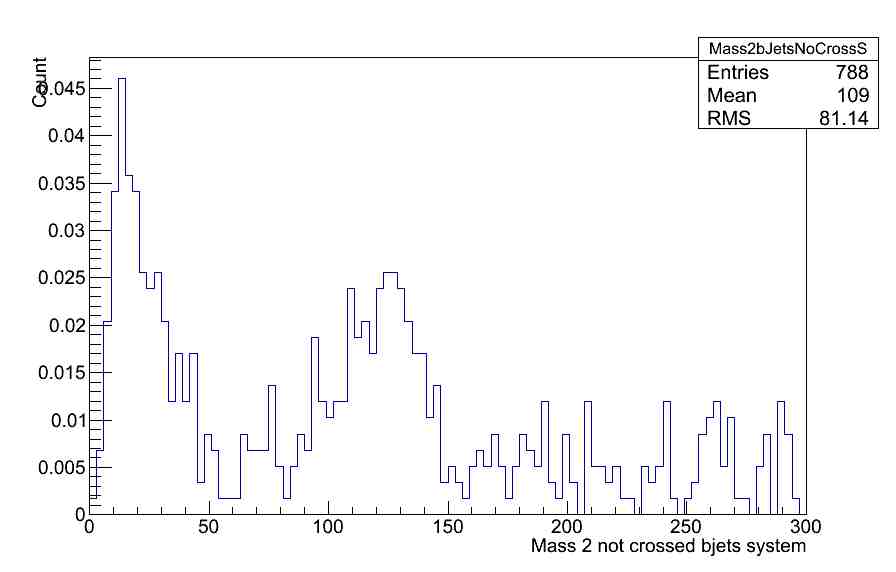 Mass2bJetsNoCrossS
Entries 788
Mean 109
RMS 81.14
Count
0.045
0.04
0.035
0.03
0.025
0.02
0.015
0.01
0.005
0
0 50 100 150 200 250 300
Mass 2 not crossed bjets system